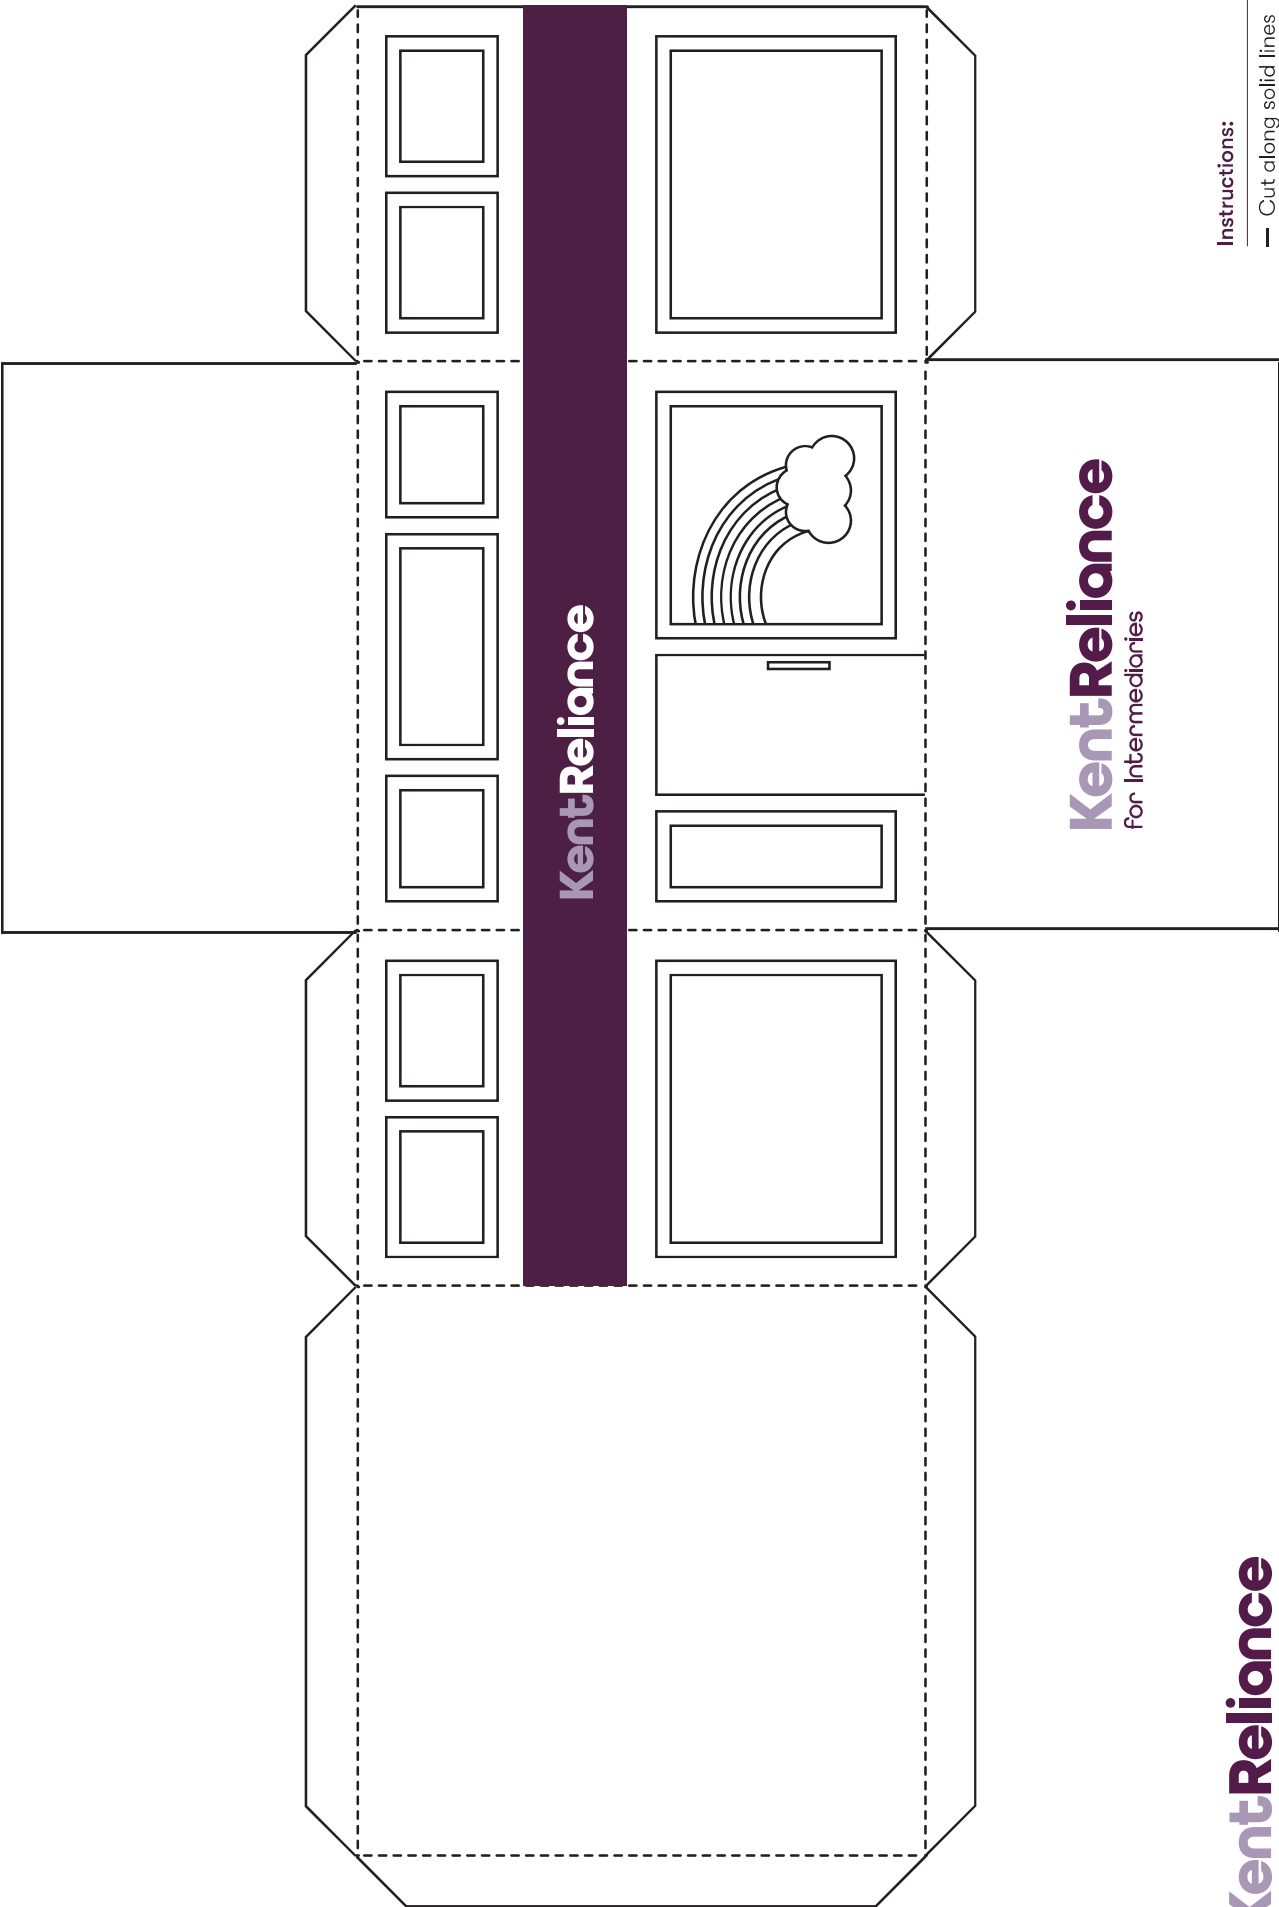 KentReliance
KentReliance
for Intermediaries
Instructions:
Cut along solid lines
KentReliance